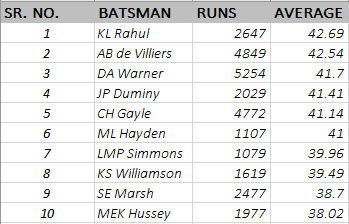 SR. NO. BATSMAN RUNS AVERAGE
1 KL Rahul 2647 42.69
2 AB de Villiers 4849 42.54
3 DA Warner 5254 41.7
4 JP Duminy 2029 41.41
5 CH Gayle 4772 41.14
6 ML Hayden 1107 41
7 LMP Simmons 1079 39.96
8 KS Williamson 1619 39.49
9 SE Marsh 2477 38.7
10 MEK Hussey 1977 38.02